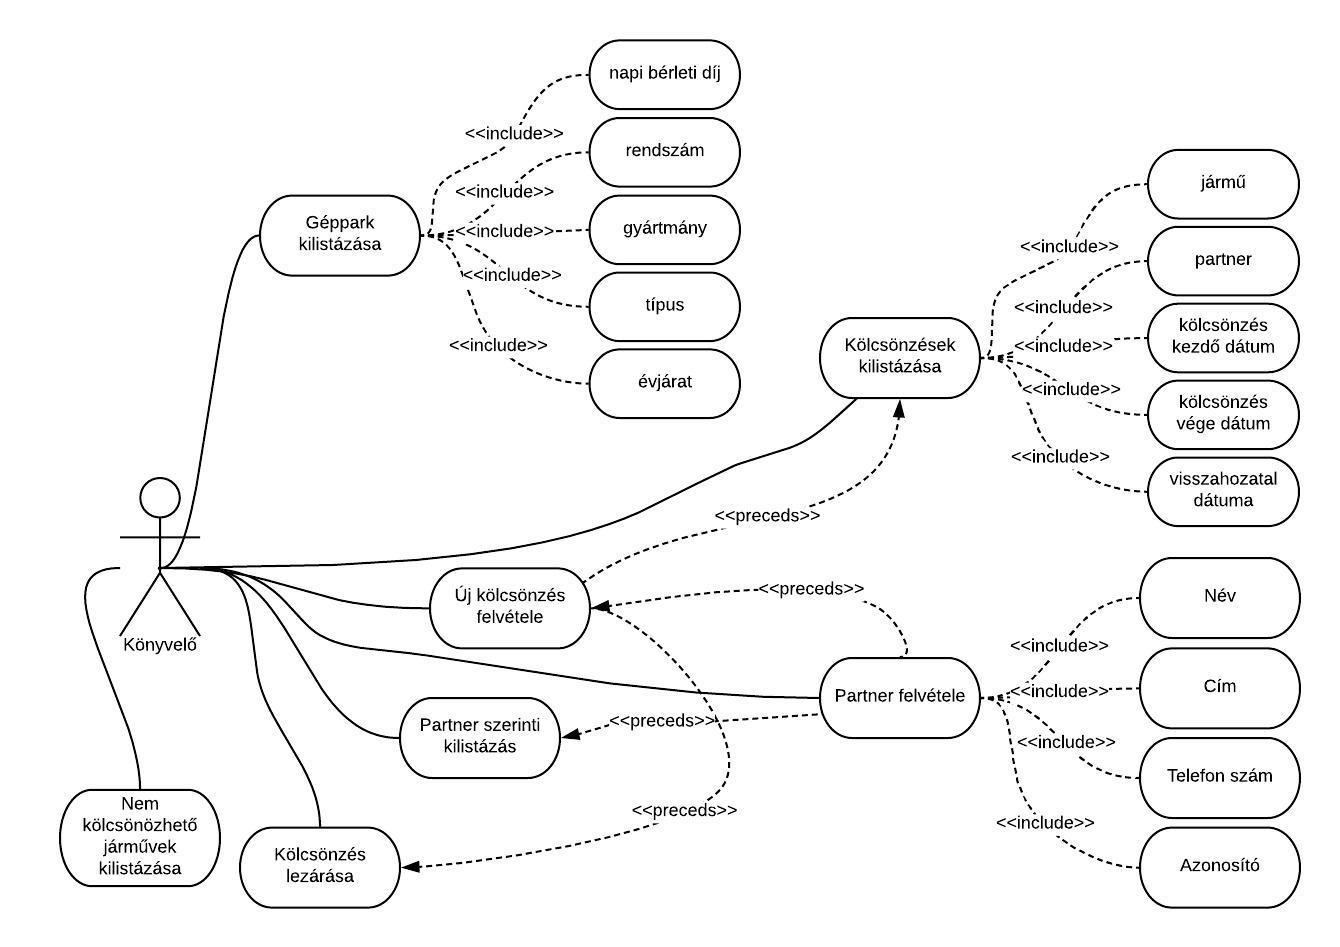 napi bérleti díj
<<include>>
rendszám
<<include>>
Géppark
kilistázása
<<include>>
gyártmány
<<include>>
típus
<<include>>
évjárat
jármű
<<include>>
partner
<<include>>
kölcsönzés
kezdő dátum
Kölcsönzések
kilistázása
<<include>>
<<include>>
kölcsönzés
vége dátum
<<include>>
visszahozatal
dátuma
<<preceds>>
Könyvelő
Új kölcsönzés
felvétele
<<preceds>>
Név
<<include>>
Partner felvétele
<<include>>
Cím
Partner szerinti
kilistázás
<<preceds>>
<<include>>
Telefon szám
<<preceds>>
<<include>>
Azonosító
Nem
kölcsönözhető
járművek
kilistázása
Kölcsönzés
lezárása